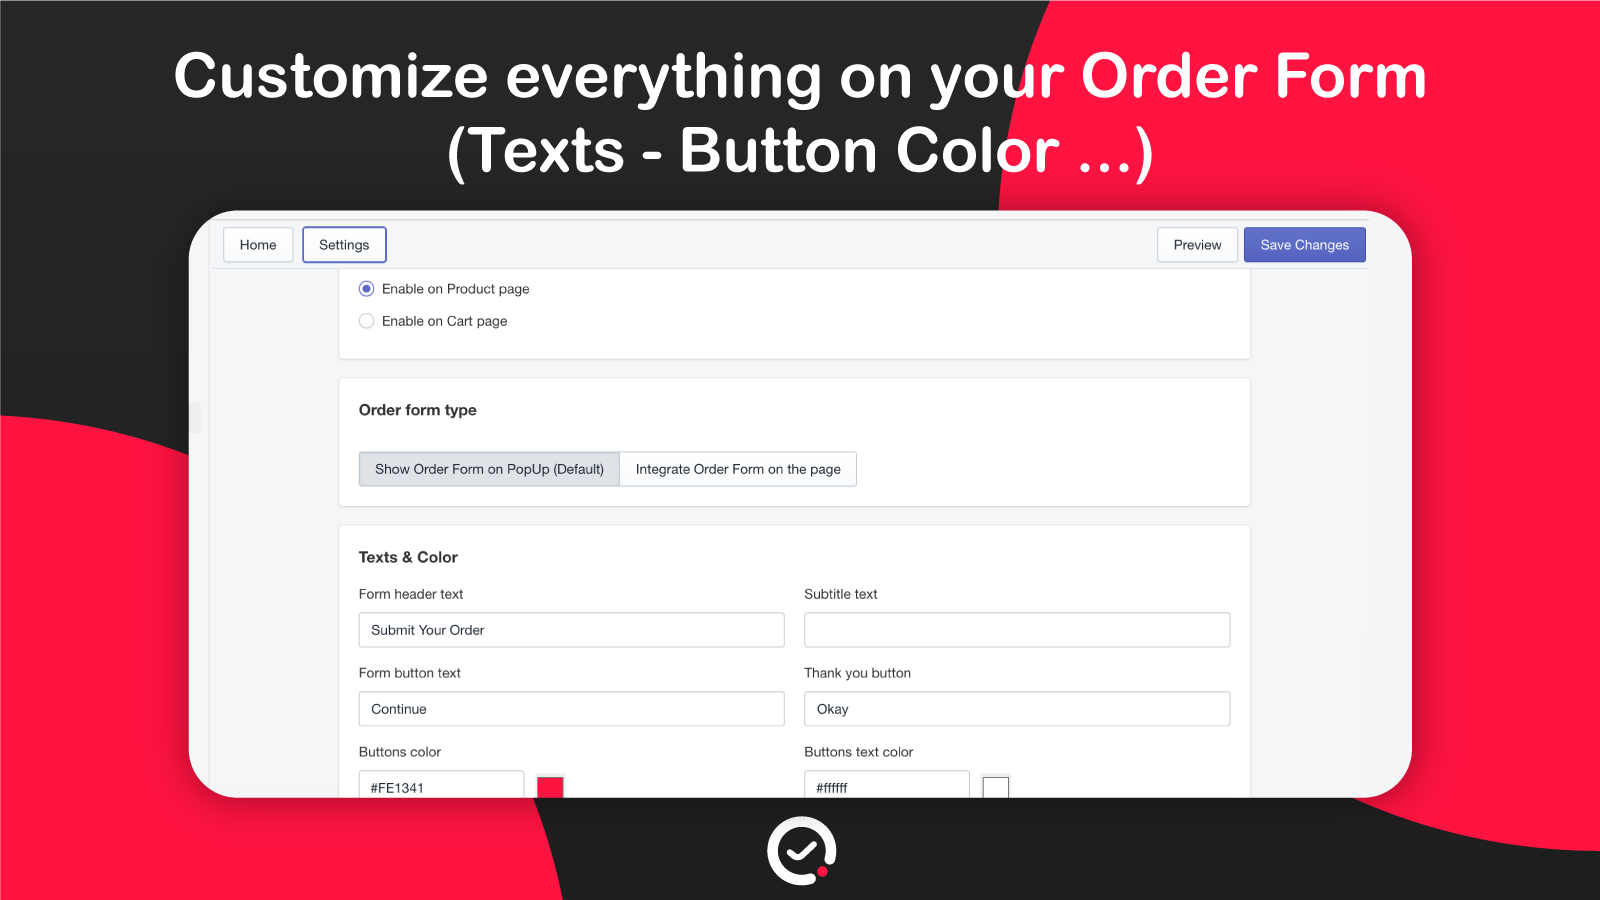 Customize everything on your Order Form
(Texts - Button Color ...)
Home
Settings
Preview
Save Changes
Enable on Product page
Enable on Cart page
Order form type
Show Order Form on PopUp (Default)
Integrate Order Form on the page
Texts & Color
Form header text
Subtitle text
Submit Your Order
Form button text
Thank you button
Continue
Okay
Buttons color
Buttons text color
#FE1341
#ffffff